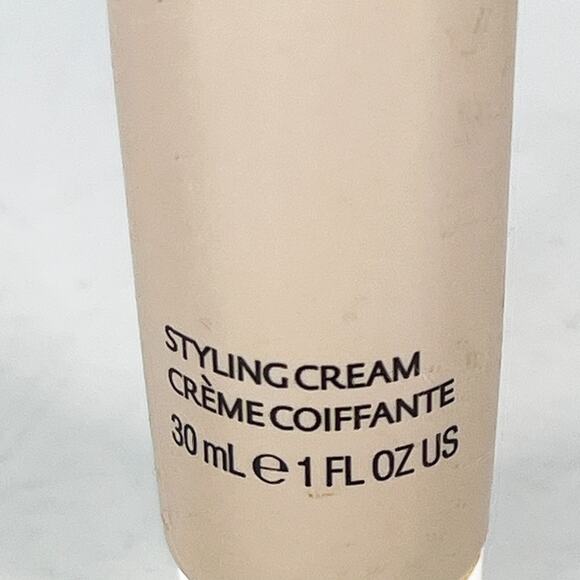 STYLING CREAM
CRÈME COIFFANTE
30 mL ℮ 1 FL OZ US